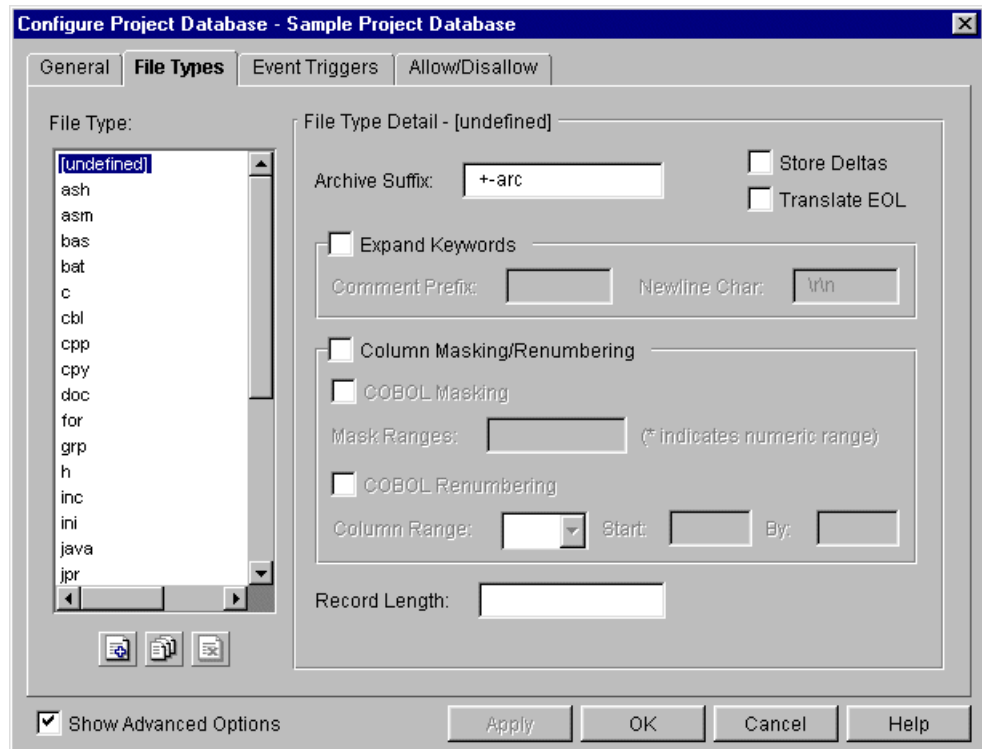 Configure Project Database - Sample Project Database
General File Types Event Triggers Allow/Disallow
File Type:
[undefined]
ash
asm
bas
bat
c
cbl
cpp
cpy
doc
for
grp
h
inc
ini
java
jpr
File Type Detail - [undefined]
Archive Suffix: +-arc
Store Deltas
Translate EOL
Expand Keywords
Comment Prefix: Newline Char: \r\n
Column Masking/Renumbering
COBOL Masking
Mask Ranges: (* indicates numeric range)
COBOL Renumbering
Column Range: Start: By:
Record Length:
Show Advanced Options Apply OK Cancel Help